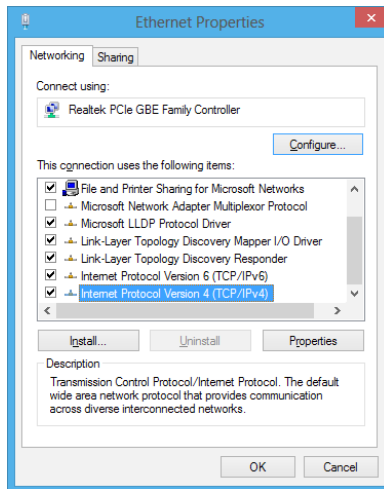 Ethernet Properties
Networking Sharing
Connect using:
Realtek PCIe GBE Family Controller
Configure...
This connection uses the following items:
File and Printer Sharing for Microsoft Networks
Microsoft Network Adapter Multiplexor Protocol
Microsoft LLDP Protocol Driver
Link-Layer Topology Discovery Mapper I/O Driver
Link-Layer Topology Discovery Responder
Internet Protocol Version 6 (TCP/IPv6)
Internet Protocol Version 4 (TCP/IPv4)
Install... Uninstall Properties
Description
Transmission Control Protocol/Internet Protocol. The default
wide area network protocol that provides communication
across diverse interconnected networks.
OK Cancel